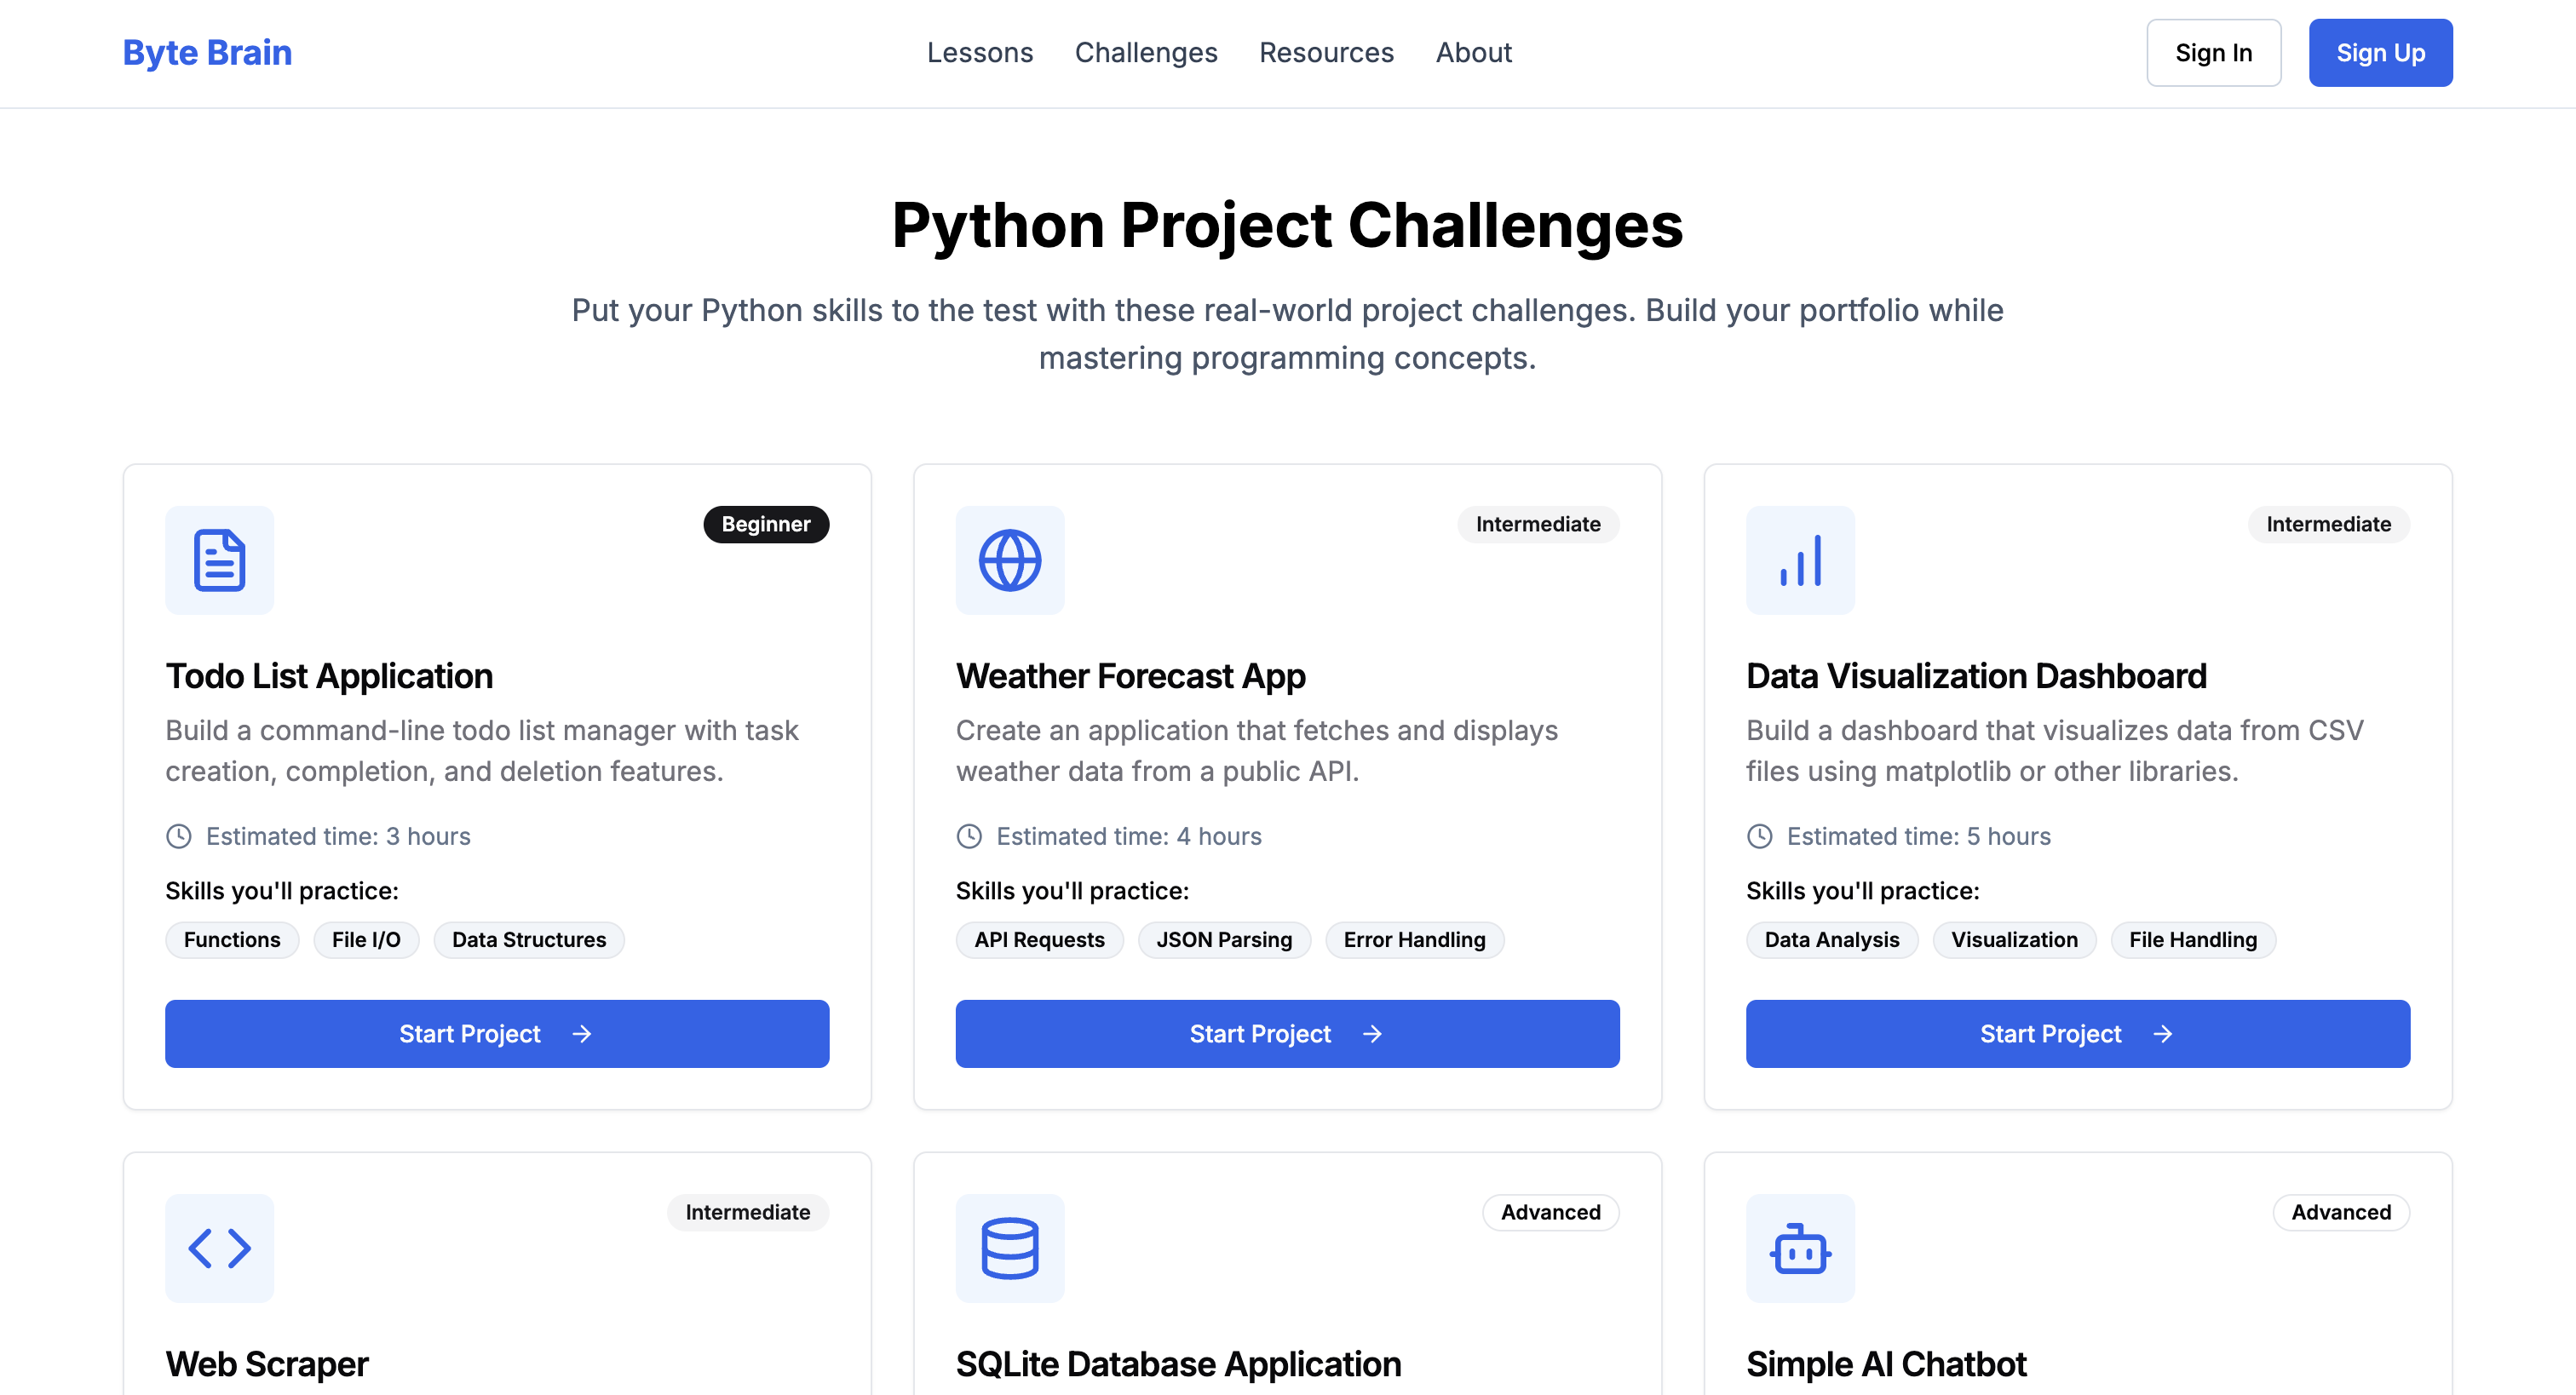 Byte Brain
Lessons
Challenges
Resources
About
Sign In
Sign Up
Python Project Challenges
Put your Python skills to the test with these real-world project challenges. Build your portfolio while
mastering programming concepts.
Beginner
Todo List Application
Build a command-line todo list manager with task
creation, completion, and deletion features.
Estimated time: 3 hours
Skills you'll practice:
Functions
File I/O
Data Structures
Start Project
Intermediate
Weather Forecast App
Create an application that fetches and displays
weather data from a public API.
Estimated time: 4 hours
Skills you'll practice:
API Requests
JSON Parsing
Error Handling
Start Project
Intermediate
Data Visualization Dashboard
Build a dashboard that visualizes data from CSV
files using matplotlib or other libraries.
Estimated time: 5 hours
Skills you'll practice:
Data Analysis
Visualization
File Handling
Start Project
Intermediate
Web Scraper
Advanced
SQLite Database Application
Advanced
Simple AI Chatbot